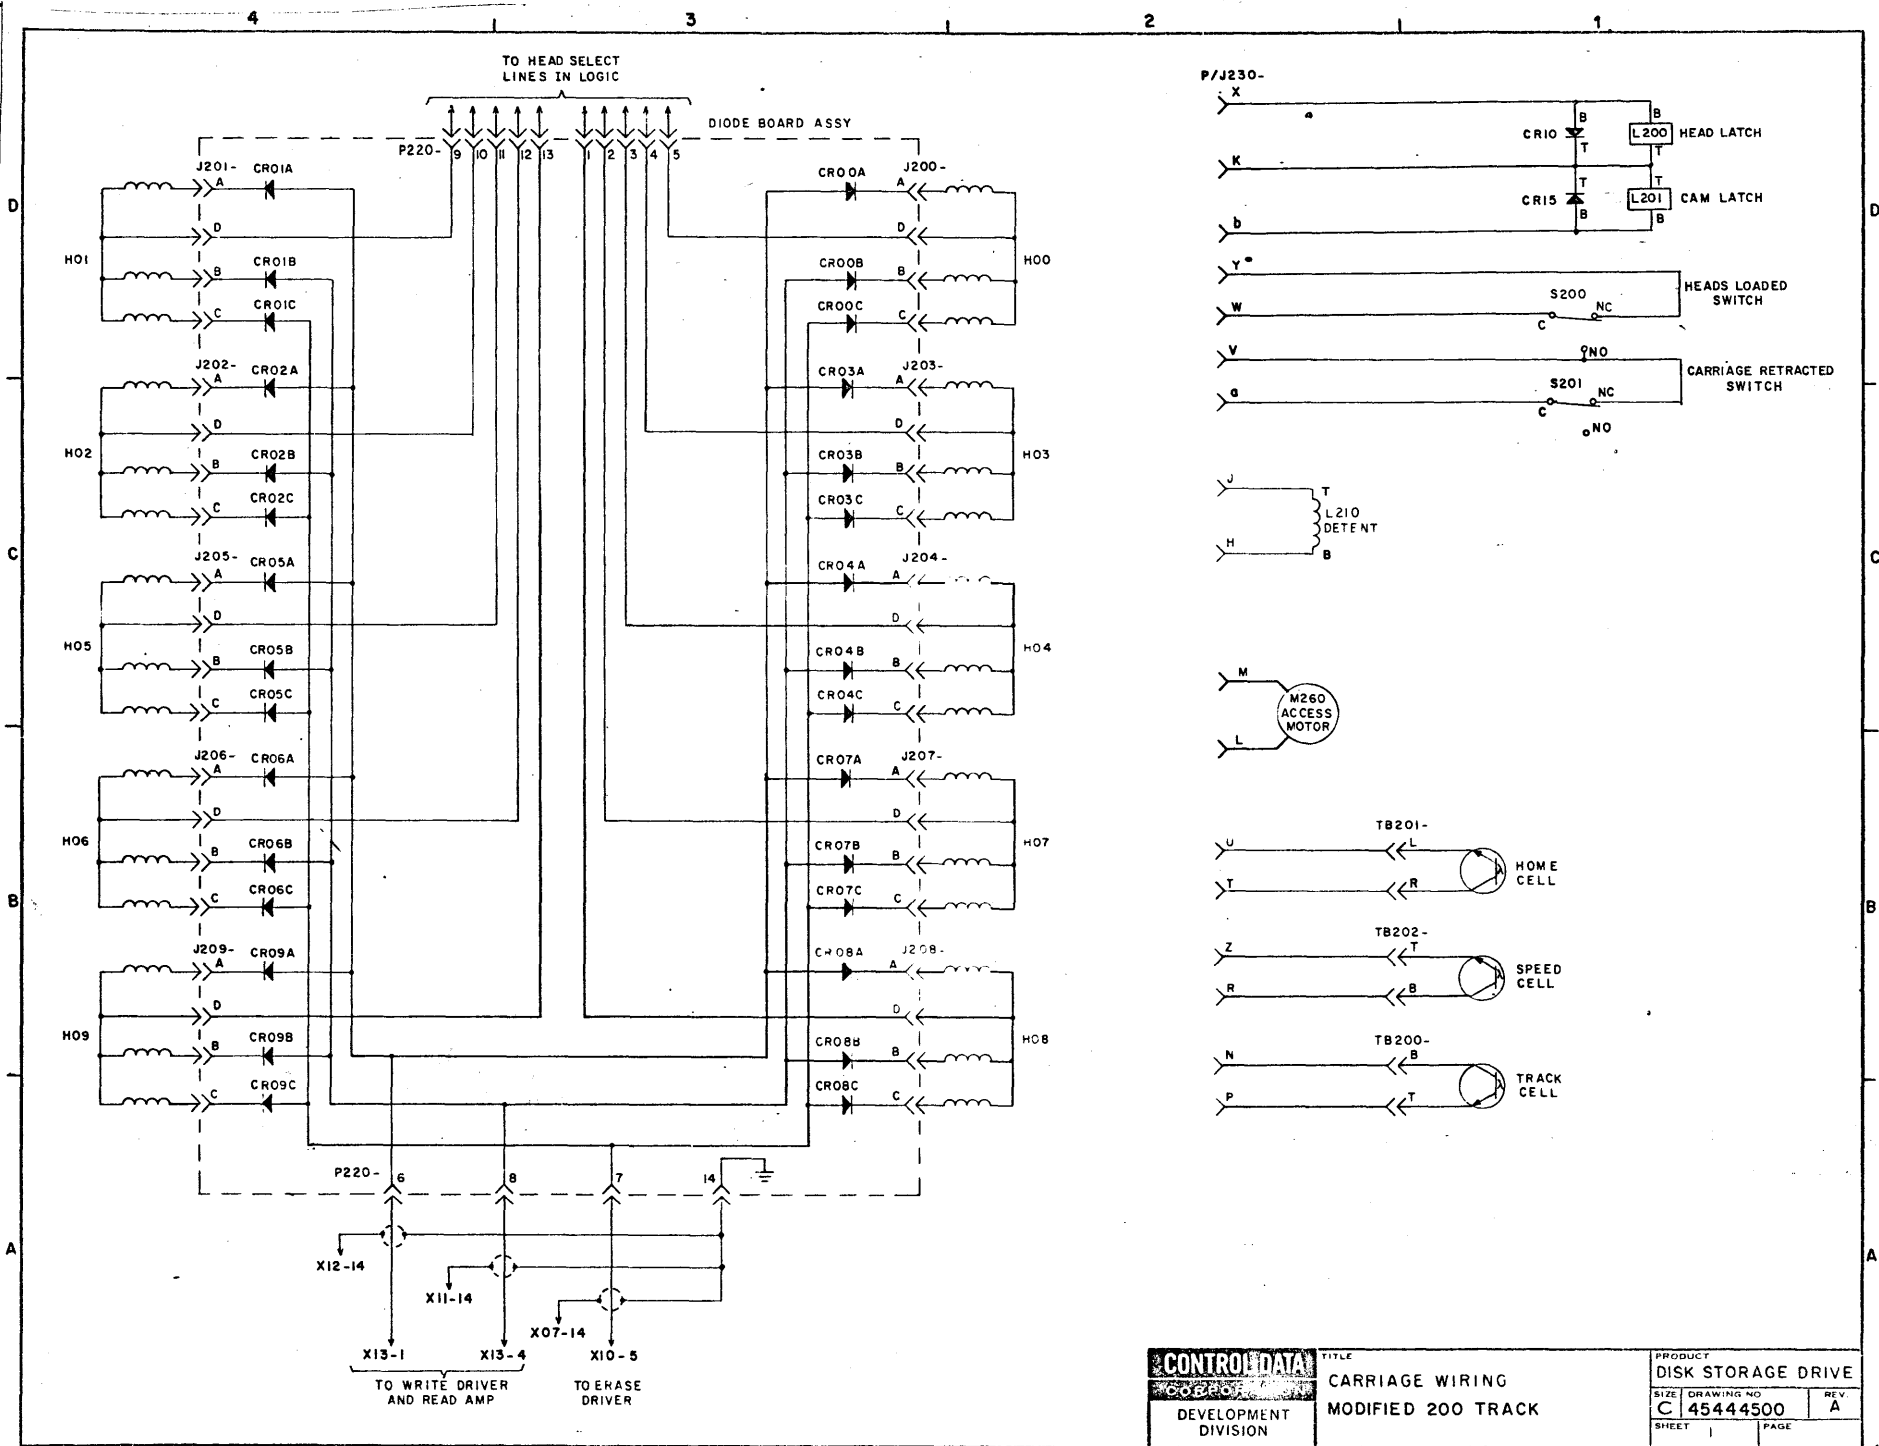 4 3 2 1
TO HEAD SELECT
LINES IN LOGIC
DIODE BOARD ASSY
P220- 9 10 11 12 13 1 2 3 4 5
J201- CR01A
A
D
CR01B
B
CR01C
C
H01
J202- CR02A
A
D
CR02B
B
CR02C
C
H02
J205- CR05A
A
D
CR05B
B
CR05C
C
H05
J206- CR06A
A
D
CR06B
B
CR06C
C
H06
J209- CR09A
A
D
CR09B
B
CR09C
C
H09
CR00A J200-
A
D
CR00B B
CR00C
C
H00
CR03A J203-
A
D
CR03B B
CR03C
C
H03
CR04A J204-
A
D
CR04B B
CR04C
C
H04
CR07A J207-
A
D
CR07B B
CR07C
C
H07
CR08A J208-
A
D
CR08B B
CR08C
C
H08
P220- 6 8 7 14
X12-14
X11-14
X07-14
X13-1 X13-4 X10-5
TO WRITE DRIVER
AND READ AMP
TO ERASE
DRIVER
P/J230-
X
B B
CR10 L200 HEAD LATCH
T T
K
T T
CR15 L201 CAM LATCH
B B
b
Y
HEADS LOADED
SWITCH
S200
W
C NC
V
NO
CARRIAGE RETRACTED
SWITCH
S201
a
C NC
NO
J
T
L210
DETENT
H
B
M
M260
ACCESS
MOTOR
L
TB201-
U L
HOME
CELL
T R
TB202-
Z T
SPEED
CELL
R B
TB200-
N B
TRACK
CELL
P T
D
C
B
A
D
C
B
A
CONTROL DATA
CORPORATION
DEVELOPMENT
DIVISION
TITLE
CARRIAGE WIRING
MODIFIED 200 TRACK
PRODUCT
DISK STORAGE DRIVE
SIZE DRAWING NO REV.
C 45444500 A
SHEET 1 PAGE